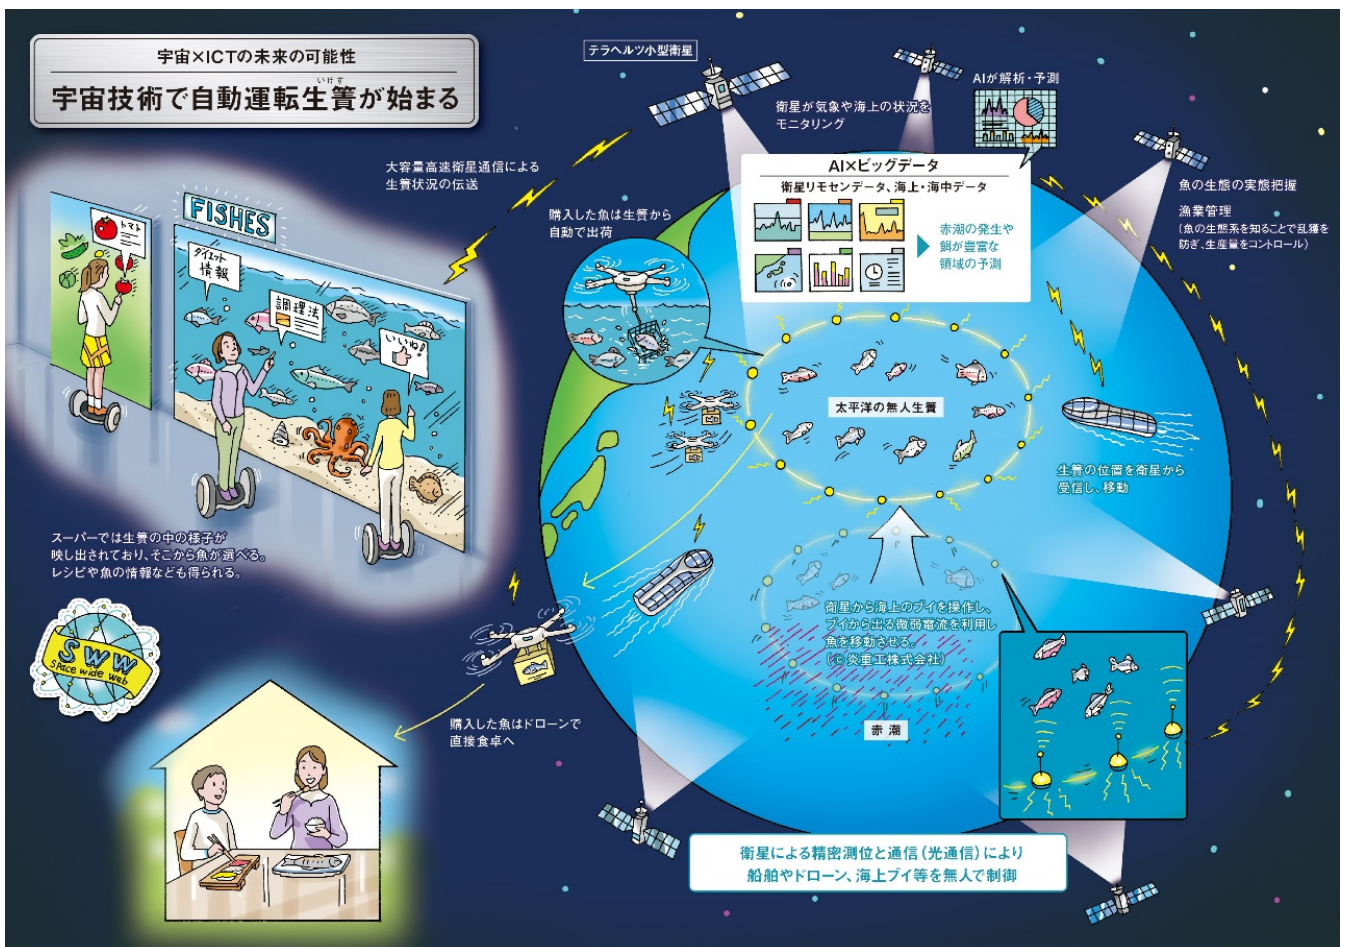 宇宙×ICTの未来の可能性
いけす
宇宙技術で自動運転生簀が始まる
テラヘルツ小型衛星
衛星が気象や海上の状況を
モニタリング
AIが解析・予測
大容量高速衛星通信による
生簀状況の伝送
AI×ビッグデータ
衛星リモセンデータ、海上・海中データ
赤潮の発生や
餌が豊富な
領域の予測
魚の生態の実態把握
漁業管理
(魚の生態系を知ることで乱獲を
防ぎ、生産量をコントロール)
購入した魚は生簀から
自動で出荷
FISHES
トマト
ダイエット
情報
調理法
いいね!
太平洋の無人生簀
生簀の位置を衛星から
受信し、移動
スーパーでは生簀の中の様子が
映し出されており、そこから魚が選べる。
レシピや魚の情報なども得られる。
衛星から海上のブイを操作し、
ブイから出る微弱電流を利用し
魚を移動させる。
(©炎重工株式会社)
赤潮
SWW
Space wide web
購入した魚はドローンで
直接食卓へ
衛星による精密測位と通信(光通信)により
船舶やドローン、海上ブイ等を無人で制御